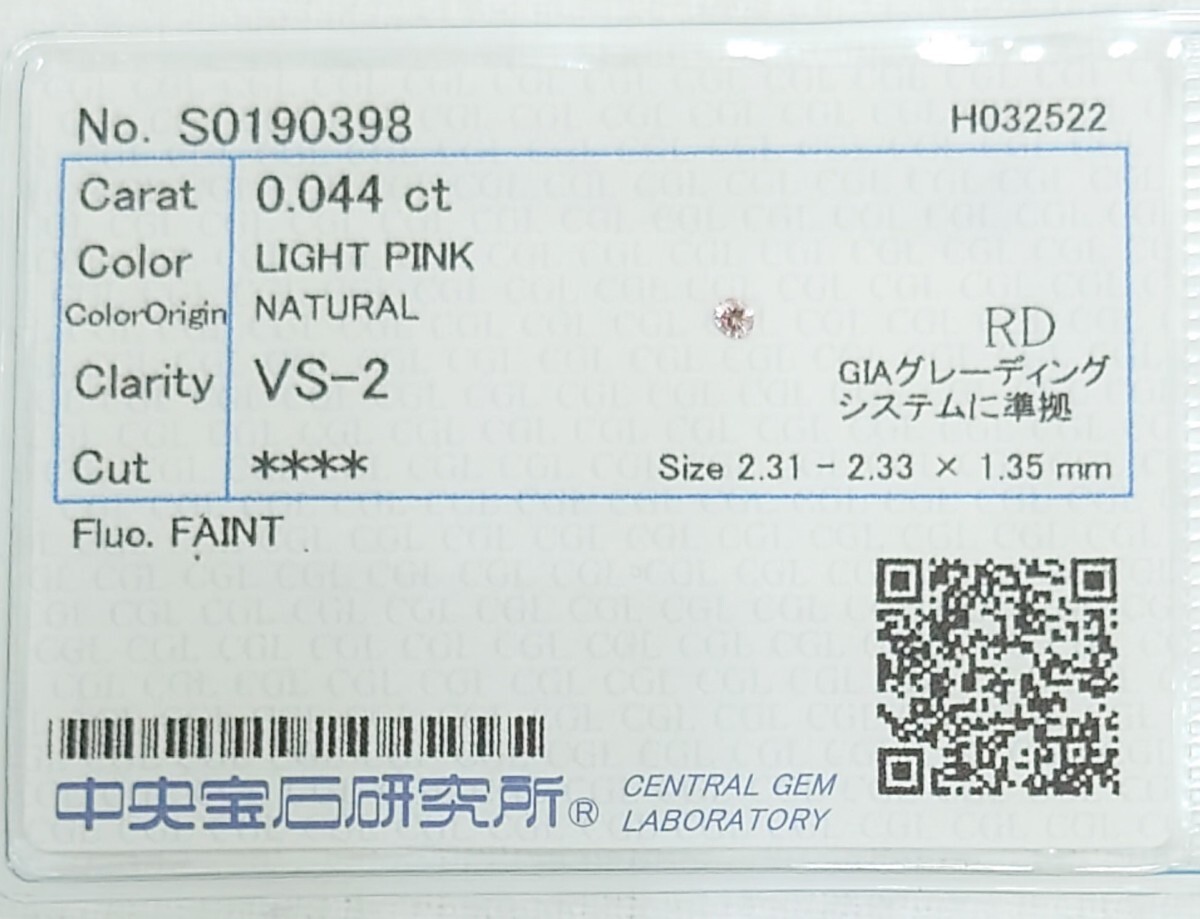 No. S0190398
H032522
Carat 0.044 ct
Color LIGHT PINK
ColorOrigin NATURAL
Clarity VS-2
Cut ****
RD
GIAグレーディング
システムに準拠
Size 2.31 - 2.33 × 1.35 mm
Fluo. FAINT
中央宝石研究所®
CENTRAL GEM
LABORATORY